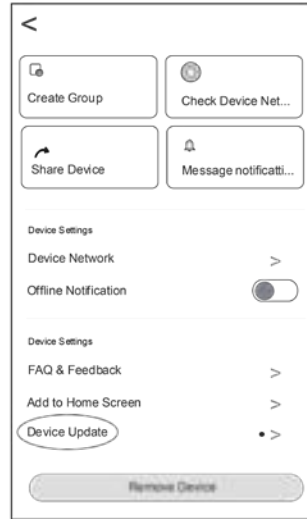 <
Create Group
Check Device Net...
Share Device
Message notificatti...
Device Settings
Device Network >
Offline Notification
Device Settings
FAQ & Feedback >
Add to Home Screen >
Device Update • >
Remove Device